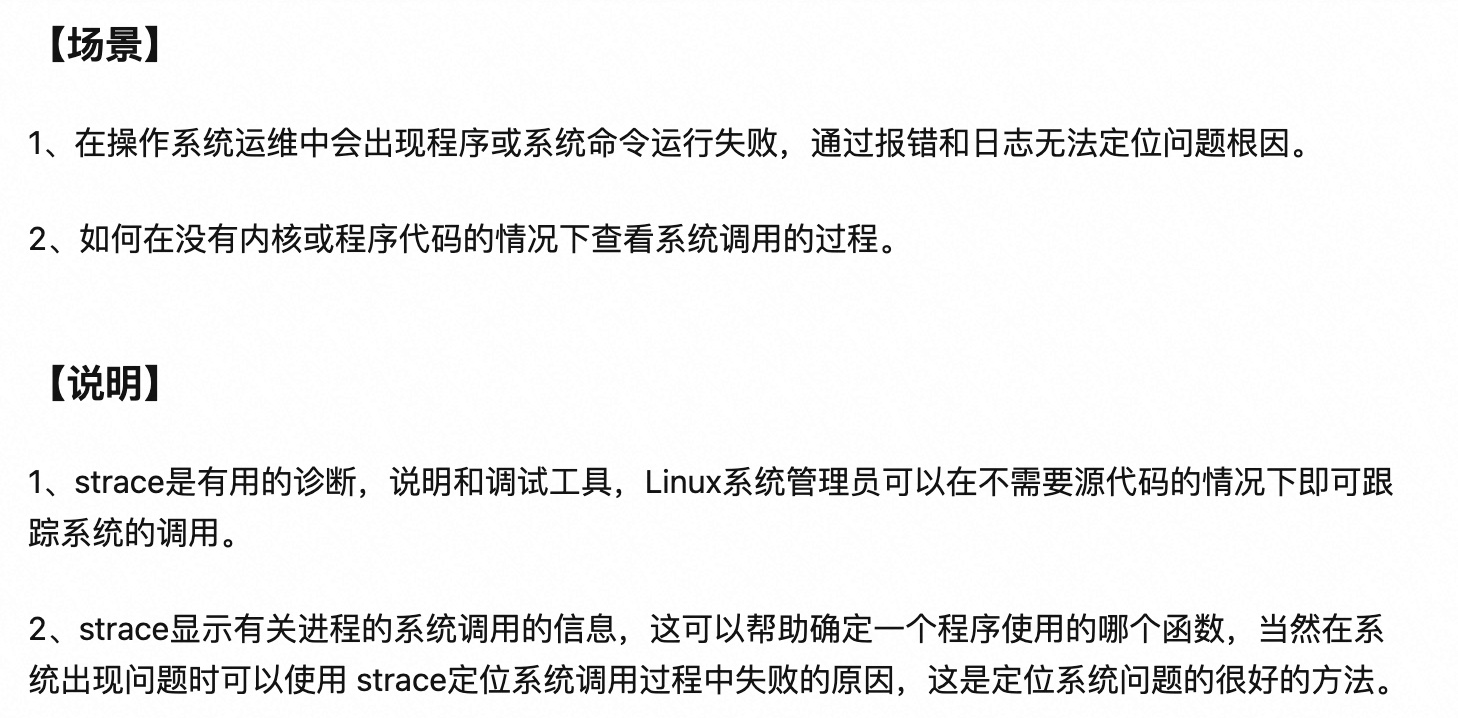 【场景】
1、在操作系统运维中会出现程序或系统命令运行失败，通过报错和日志无法定位问题根因。
2、如何在没有内核或程序代码的情况下查看系统调用的过程。
【说明】
1、strace是有用的诊断，说明和调试工具，Linux系统管理员可以在不需要源代码的情况下即可跟
踪系统的调用。
2、strace显示有关进程的系统调用的信息，这可以帮助确定一个程序使用的哪个函数，当然在系
统出现问题时可以使用 strace定位系统调用过程中失败的原因，这是定位系统问题的很好的方法。